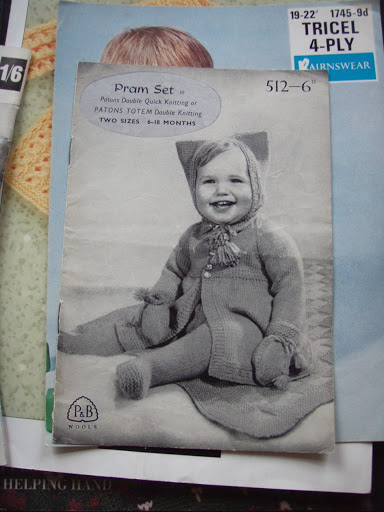 19-22" 1745-9d
TRICEL
4-PLY
AIRNSWEAR
1/6
Pram Set in
Patons Double Quick Knitting or
PATONS TOTEM Double Knitting
TWO SIZES 6-18 MONTHS
512—6D
P&B
WOOLS
HELPING HAND